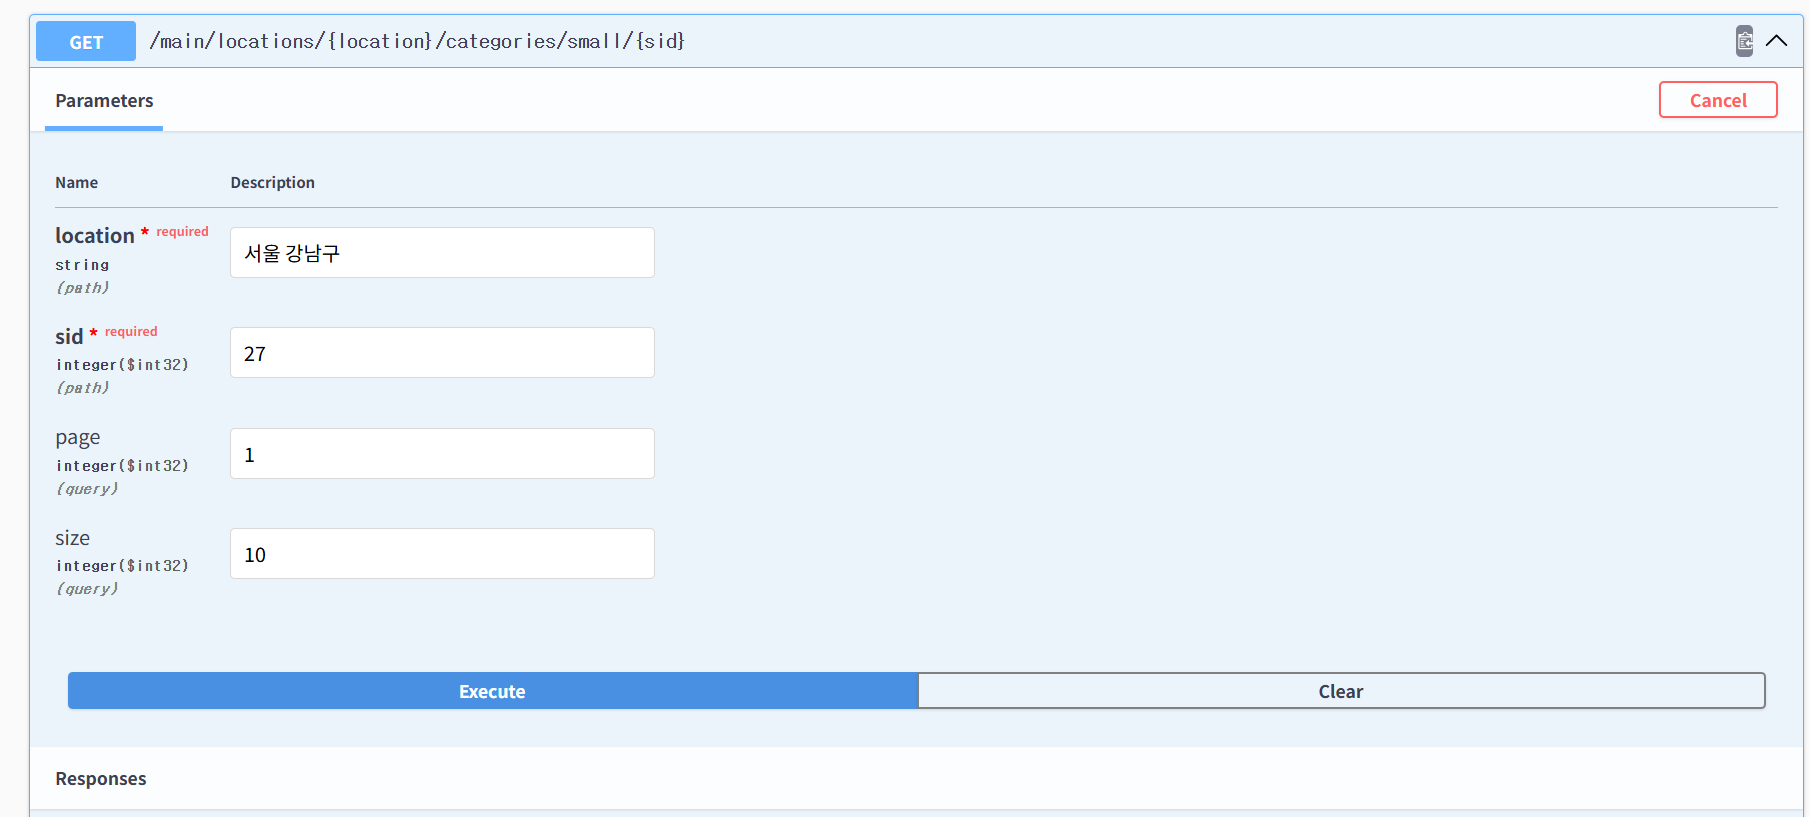 GET /main/locations/{location}/categories/small/{sid}
Parameters
Cancel
Name Description
location * required
string
(path)
서울 강남구
sid * required
integer($int32)
(path)
27
page
integer($int32)
(query)
1
size
integer($int32)
(query)
10
Execute Clear
Responses